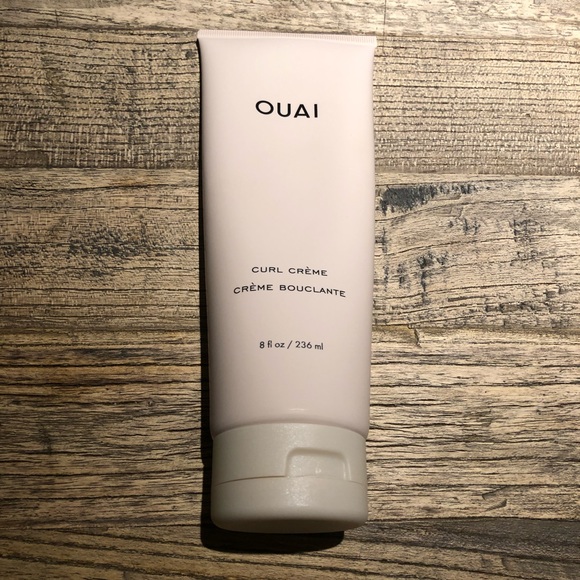 OUAI
CURL CRÈME
CRÈME BOUCLANTE
8 fl oz / 236 ml